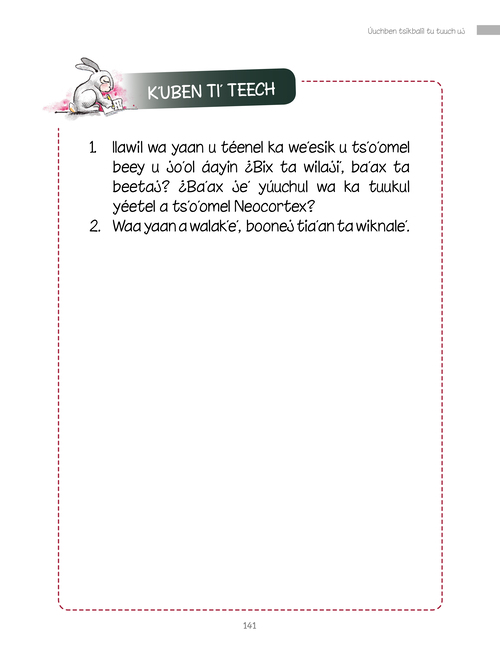 Úuchben tsikbalil tu tuuch uj
K'UBEN TI' TEECH
1. Ilawil wa yaan u téenel ka we'esik u ts'o'omel
beey u jo'ol áayin ¿Bix ta wilaji', ba'ax ta
beetaj? ¿Ba'ax je' yúuchul wa ka tuukul
yéetel a ts'o'omel Neocortex?
2. Waa yaan a walak'e', boonej tia'an ta wiknale'.
141